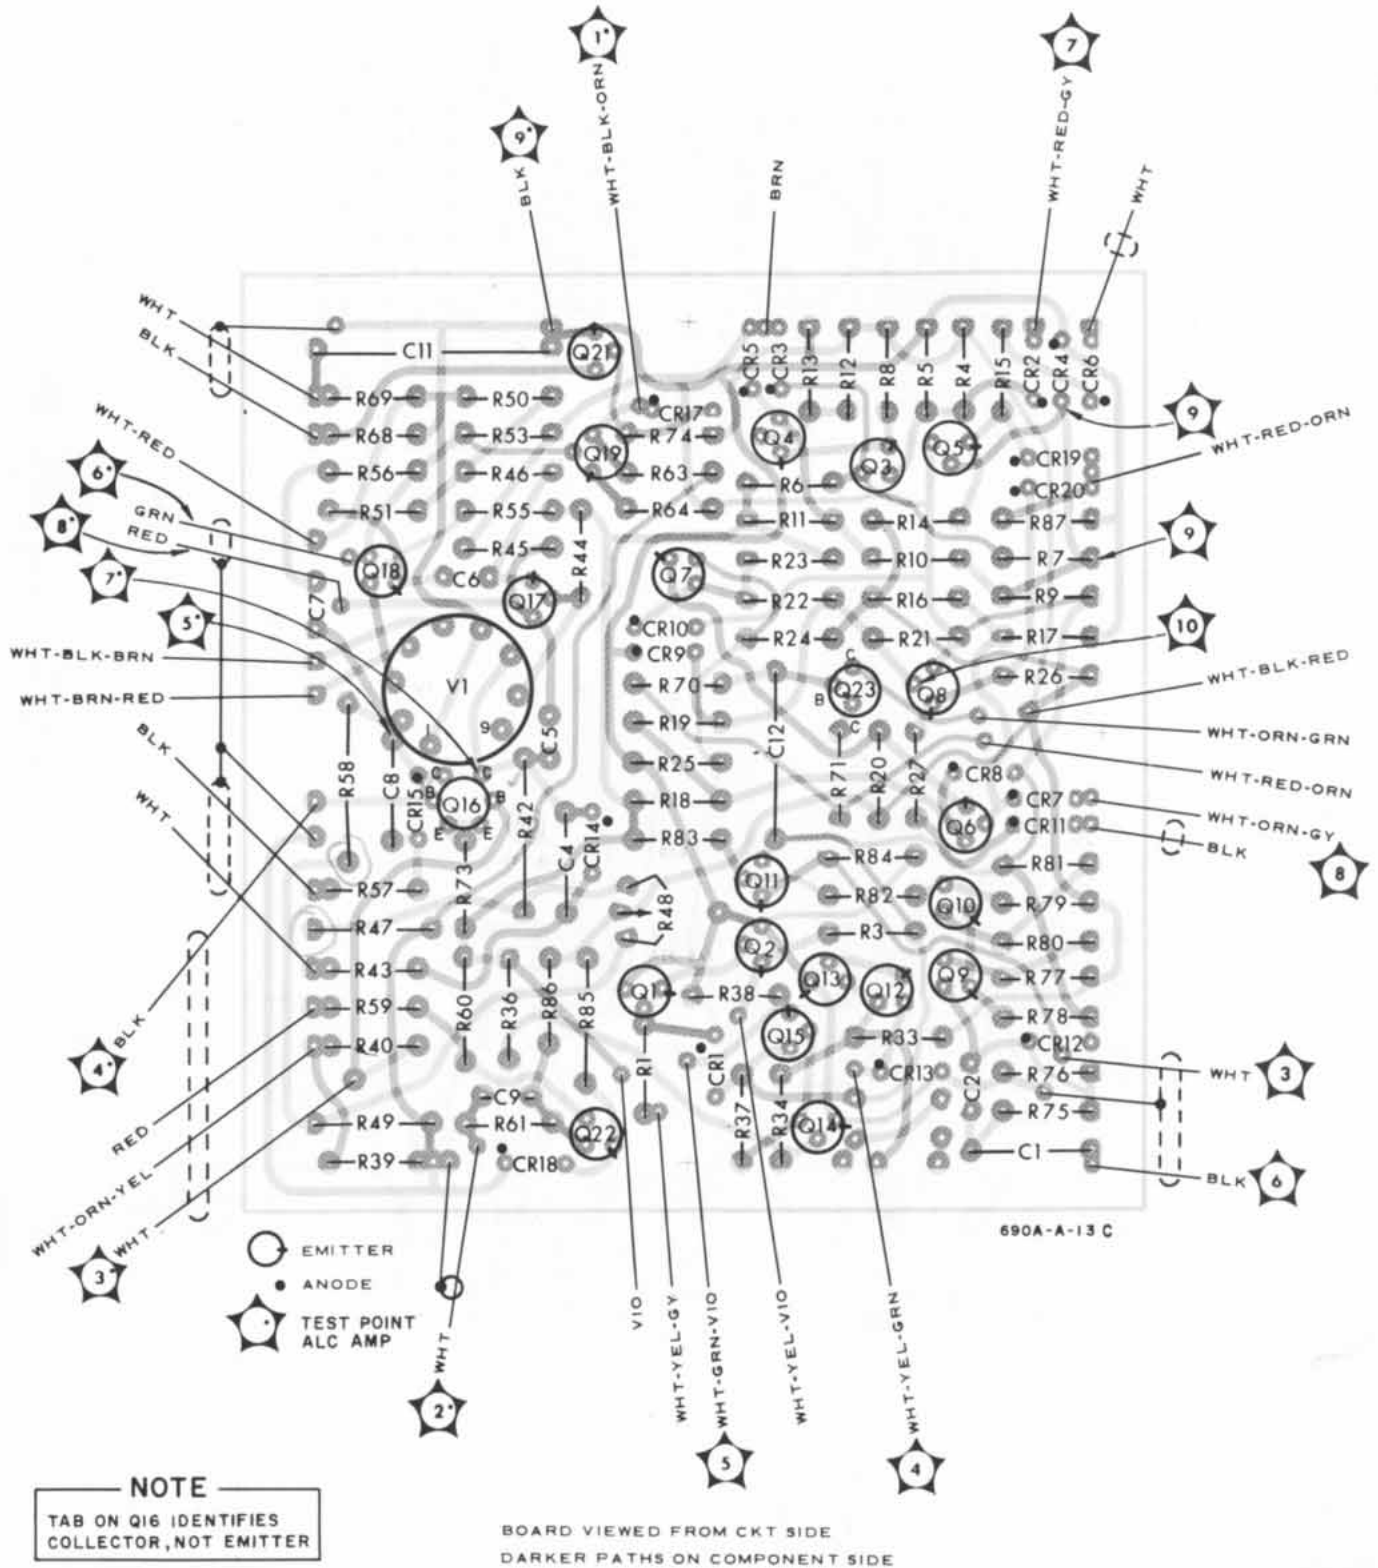 1*
7
9*
WHT-BLK-ORN
WHT-RED-GY
BLK
BRN
WHT
WHT
BLK
C11
Q21
CR5
CR3
R13
R12
R8
R5
R4
R15
CR2
CR4
CR6
R69
R50
CR17
9
WHT-RED
R68
R53
Q19
R74
Q4
Q3
Q5
WHT-RED-ORN
6*
R56
R46
R63
R6
CR19
CR20
GRN
8*
RED
R51
R55
R44
R64
R11
R14
R87
9
7*
Q18
R45
C6
Q17
Q7
R23
R10
R7
C7
R22
R16
R9
5*
CR10
R24
R21
R17
10
WHT-BLK-BRN
CR9
WHT-BLK-RED
V1
R70
C
Q23
B
C
Q8
R26
WHT-BRN-RED
1
9
R19
C12
WHT-ORN-GRN
BLK
R58
C8
C5
R25
R71
R20
R27
CR8
WHT-RED-ORN
WHT
CR15
C
C
B
Q16
B
E
E
R42
C4
CR14
R18
R83
Q6
CR7
CR11
WHT-ORN-GY
BLK
8
R57
R73
R48
Q11
R84
R82
R81
R47
Q10
R79
Q2
R3
R80
R43
R60
R36
R86
R85
Q1
R38
Q13
Q12
Q9
R77
R59
R78
R40
Q15
R33
CR12
BLK
4*
R1
CR1
CR13
C2
R76
WHT
3
C9
R37
R34
R75
R49
R61
Q22
Q14
RED
R39
CR18
C1
BLK
6
WHT-ORN-YEL
WHT
3*
690A-A-13 C
EMITTER
ANODE
TEST POINT
ALC AMP
WHT
2*
VIO
WHT-YEL-GY
WHT-GRN-VIO
5
WHT-YEL-VIO
WHT-YEL-GRN
4
NOTE
TAB ON Q16 IDENTIFIES
COLLECTOR, NOT EMITTER
BOARD VIEWED FROM CKT SIDE
DARKER PATHS ON COMPONENT SIDE